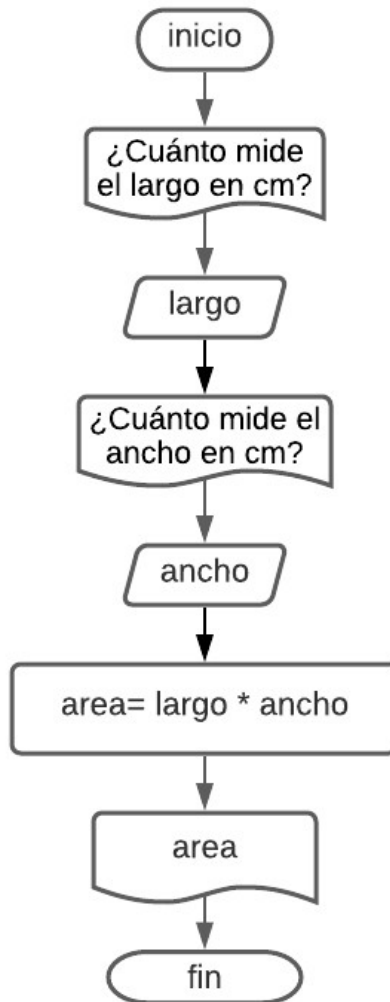 inicio
¿Cuánto mide
el largo en cm?
largo
¿Cuánto mide el
ancho en cm?
ancho
area= largo * ancho
area
fin